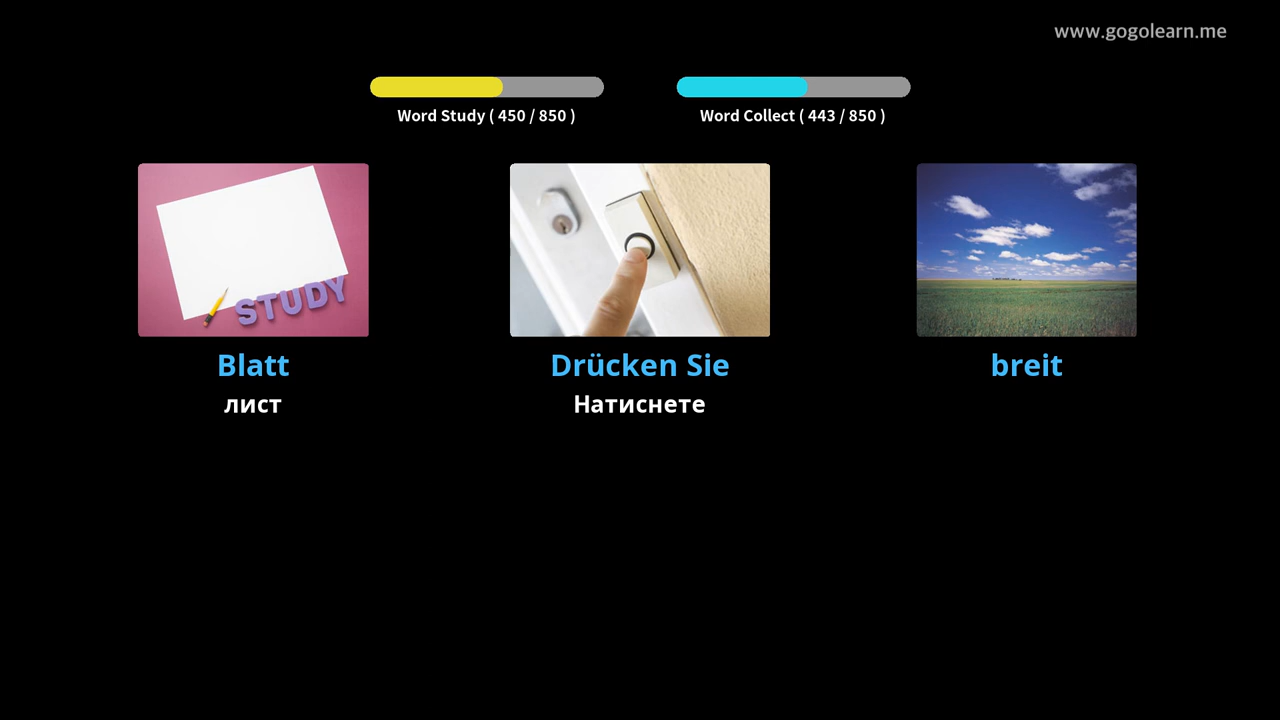 www.gogolearn.me
Word Study ( 450 / 850 )
Word Collect ( 443 / 850 )
STUDY
Blatt
Drücken Sie
breit
лист
Натиснете